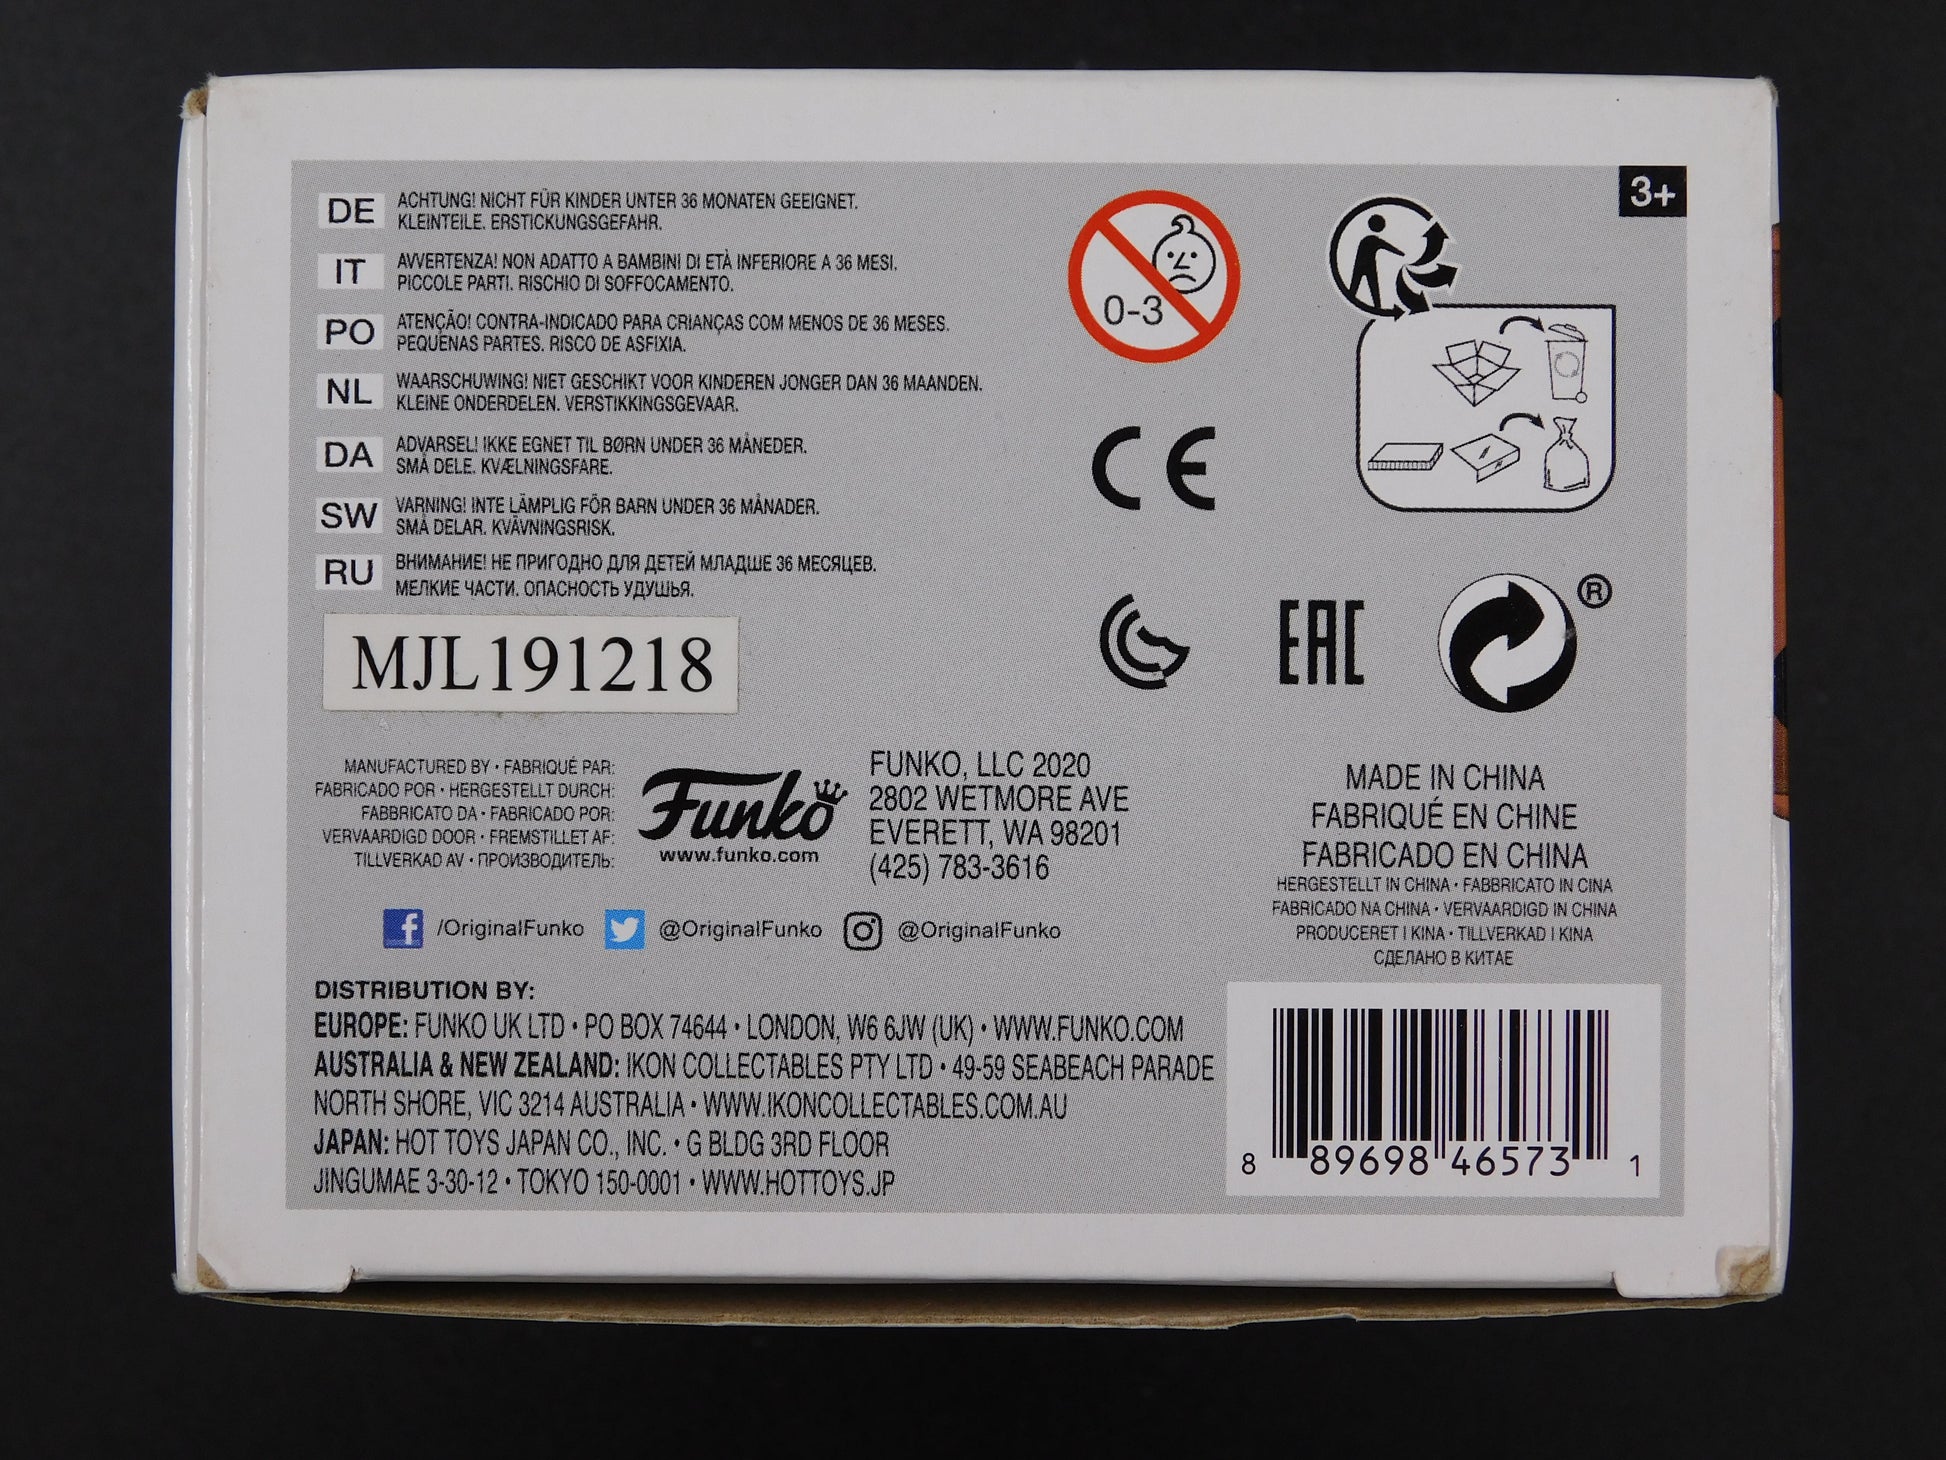 3+
DE ACHTUNG! NICHT FÜR KINDER UNTER 36 MONATEN GEEIGNET.
KLEINTEILE. ERSTICKUNGSGEFAHR.
IT AVVERTENZA! NON ADATTO A BAMBINI DI ETÀ INFERIORE A 36 MESI.
PICCOLE PARTI. RISCHIO DI SOFFOCAMENTO.
PO ATENÇÃO! CONTRA-INDICADO PARA CRIANÇAS COM MENOS DE 36 MESES.
PEQUENAS PARTES. RISCO DE ASFIXIA.
NL WAARSCHUWING! NIET GESCHIKT VOOR KINDEREN JONGER DAN 36 MAANDEN.
KLEINE ONDERDELEN. VERSTIKKINGSGEVAAR.
DA ADVARSEL! IKKE EGNET TIL BØRN UNDER 36 MÅNEDER.
SMÅ DELE. KVÆLNINGSFARE.
SW VARNING! INTE LÄMPLIG FÖR BARN UNDER 36 MÅNADER.
SMÅ DELAR. KVÄVNINGSRISK.
RU ВНИМАНИЕ! НЕ ПРИГОДНО ДЛЯ ДЕТЕЙ МЛАДШЕ 36 МЕСЯЦЕВ.
МЕЛКИЕ ЧАСТИ. ОПАСНОСТЬ УДУШЬЯ.
0-3
CE
EAC
®
MJL191218
MANUFACTURED BY • FABRIQUÉ PAR:
FABRICADO POR • HERGESTELLT DURCH:
FABBRICATO DA • FABRICADO POR:
VERVAARDIGD DOOR • FREMSTILLET AF:
TILLVERKAD AV • ПРОИЗВОДИТЕЛЬ:
Funko
www.funko.com
FUNKO, LLC 2020
2802 WETMORE AVE
EVERETT, WA 98201
(425) 783-3616
MADE IN CHINA
FABRIQUÉ EN CHINE
FABRICADO EN CHINA
HERGESTELLT IN CHINA • FABBRICATO IN CINA
FABRICADO NA CHINA • VERVAARDIGD IN CHINA
PRODUCERET I KINA • TILLVERKAD I KINA
СДЕЛАНО В КИТАЕ
/OriginalFunko @OriginalFunko @OriginalFunko
DISTRIBUTION BY:
EUROPE: FUNKO UK LTD • PO BOX 74644 • LONDON, W6 6JW (UK) • WWW.FUNKO.COM
AUSTRALIA & NEW ZEALAND: IKON COLLECTABLES PTY LTD • 49-59 SEABEACH PARADE
NORTH SHORE, VIC 3214 AUSTRALIA • WWW.IKONCOLLECTABLES.COM.AU
JAPAN: HOT TOYS JAPAN CO., INC. • G BLDG 3RD FLOOR
JINGUMAE 3-30-12 • TOKYO 150-0001 • WWW.HOTTOYS.JP
8 89698 46573 1